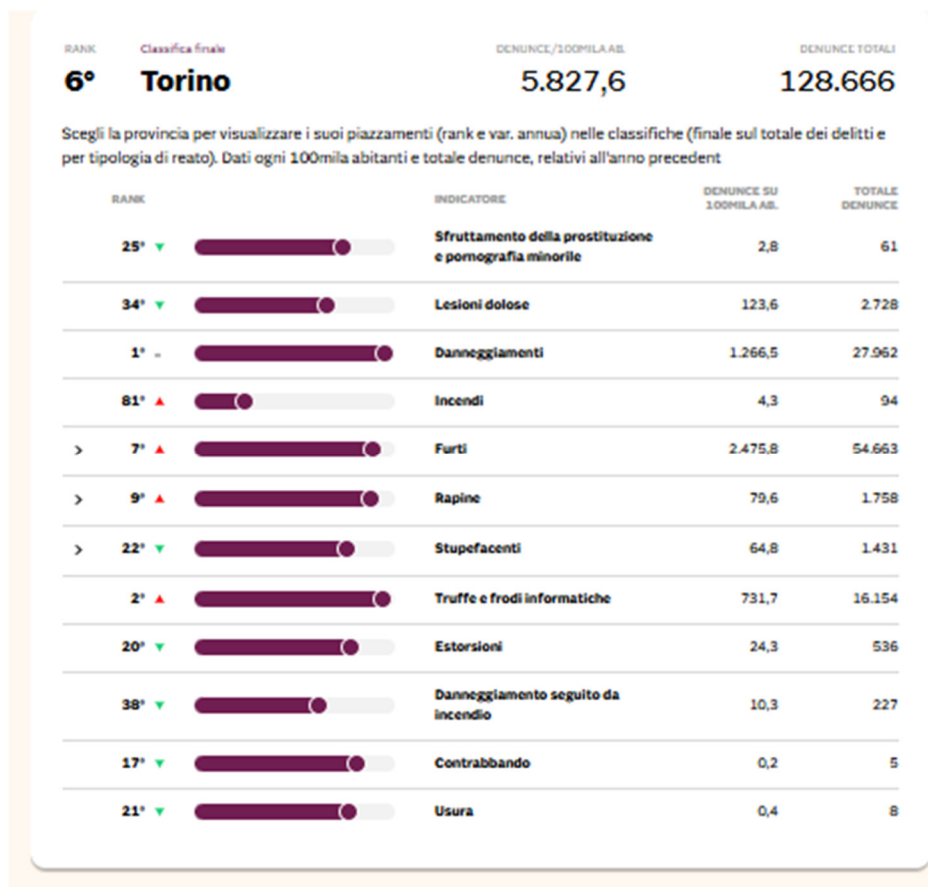 RANK Classifica finale DENUNCE/100MILA AB. DENUNCE TOTALI
6° Torino 5.827,6 128.666
Scegli la provincia per visualizzare i suoi piazzamenti (rank e var. annua) nelle classifiche (finale sul totale dei delitti e
per tipologia di reato). Dati ogni 100mila abitanti e totale denunce, relativi all'anno precedent
RANK INDICATORE DENUNCE SU 100MILA AB. TOTALE DENUNCE
25° Sfruttamento della prostituzione
e pornografia minorile 2,8 61
34° Lesioni dolose 123,6 2.728
1° = Danneggiamenti 1.266,5 27.962
81° Incendi 4,3 94
> 7° Furti 2.475,8 54.663
> 9° Rapine 79,6 1.758
> 22° Stupefacenti 64,8 1.431
2° Truffe e frodi informatiche 731,7 16.154
20° Estorsioni 24,3 536
38° Danneggiamento seguito da
incendio 10,3 227
17° Contrabbando 0,2 5
21° Usura 0,4 8